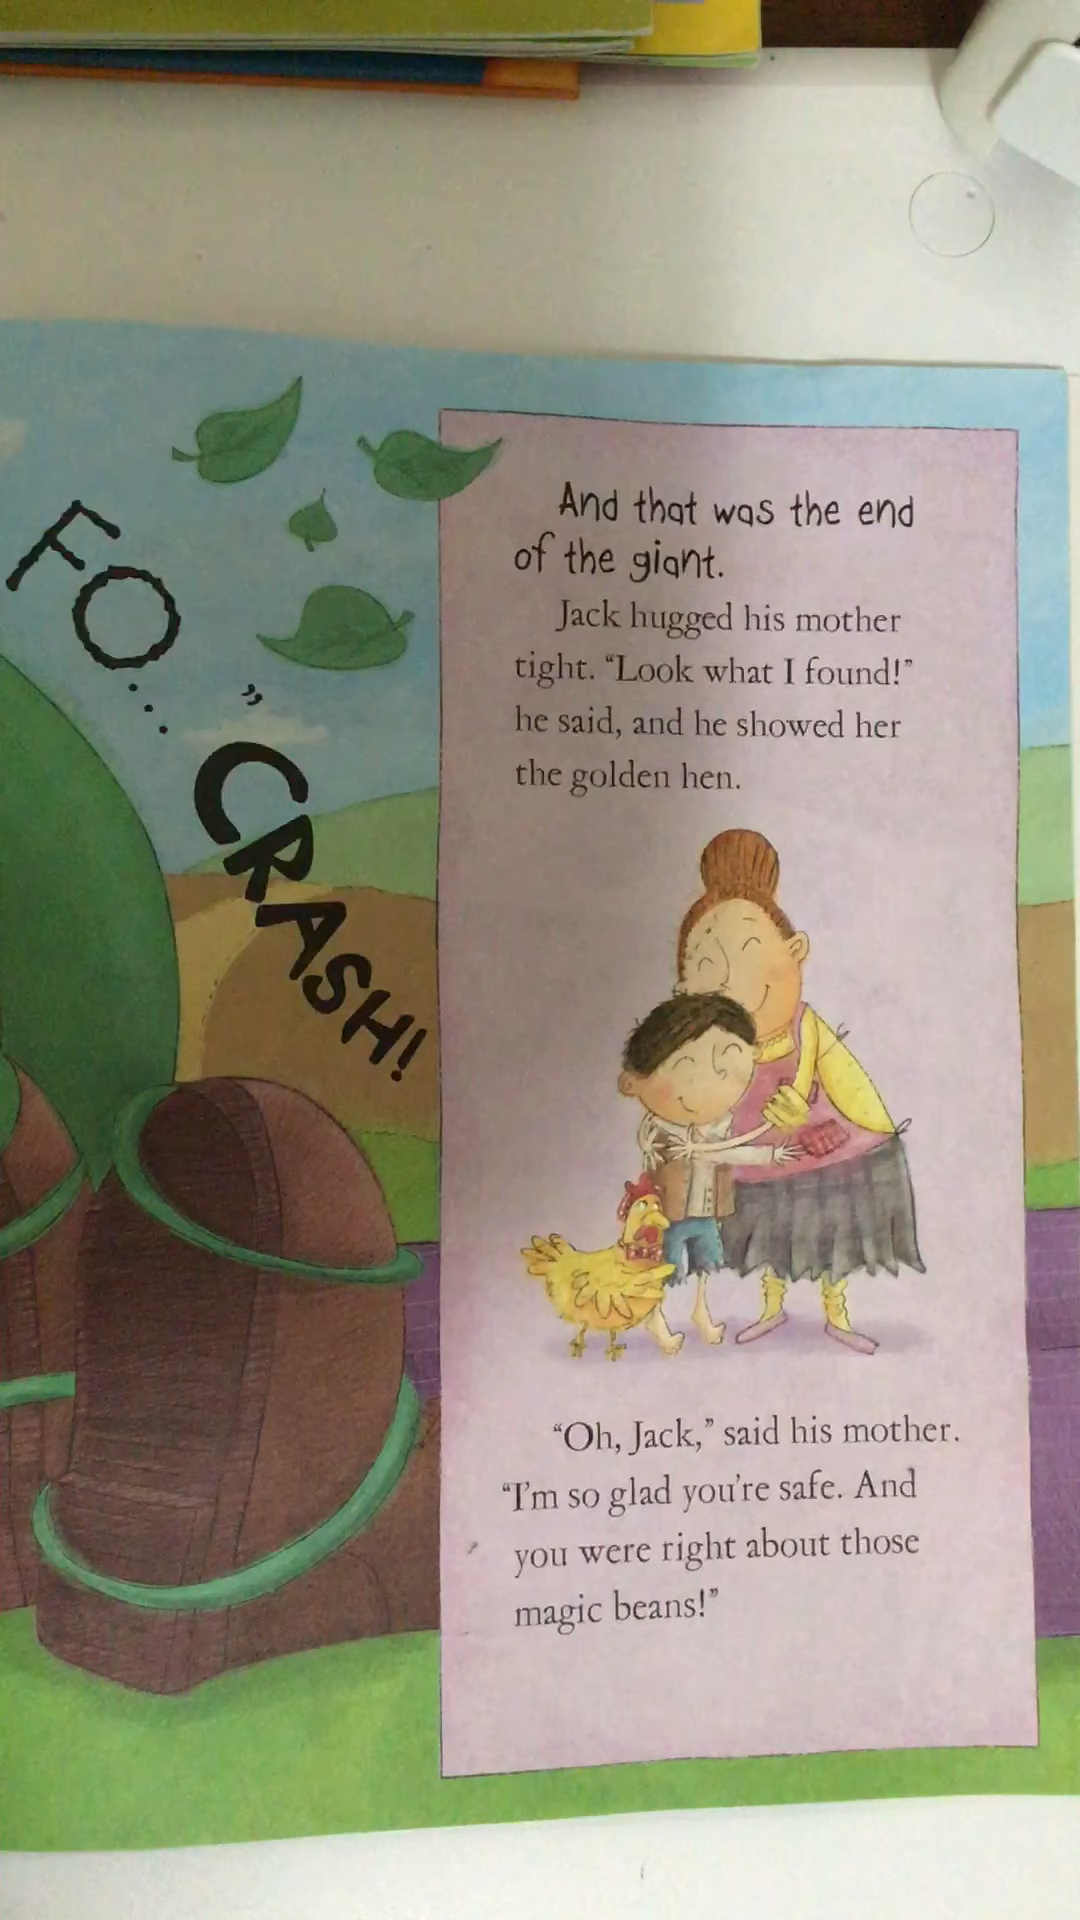 FO..."
CRASH!
And that was the end
of the giant.
Jack hugged his mother
tight. “Look what I found!”
he said, and he showed her
the golden hen.
“Oh, Jack,” said his mother.
“I'm so glad you're safe. And
you were right about those
magic beans!”